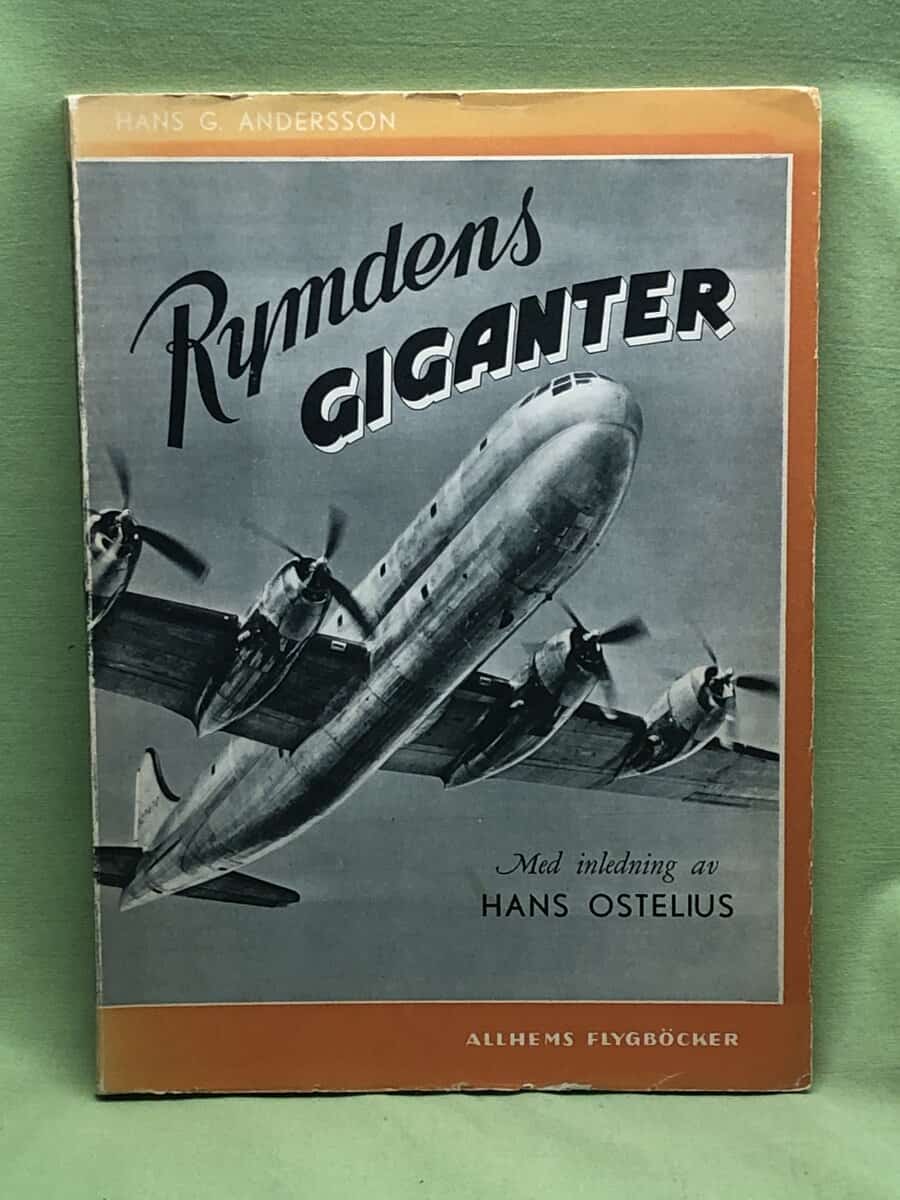 HANS G. ANDERSSON
Rymdens
GIGANTER
Med inledning av
HANS OSTELIUS
ALLHEMS FLYGBÖCKER